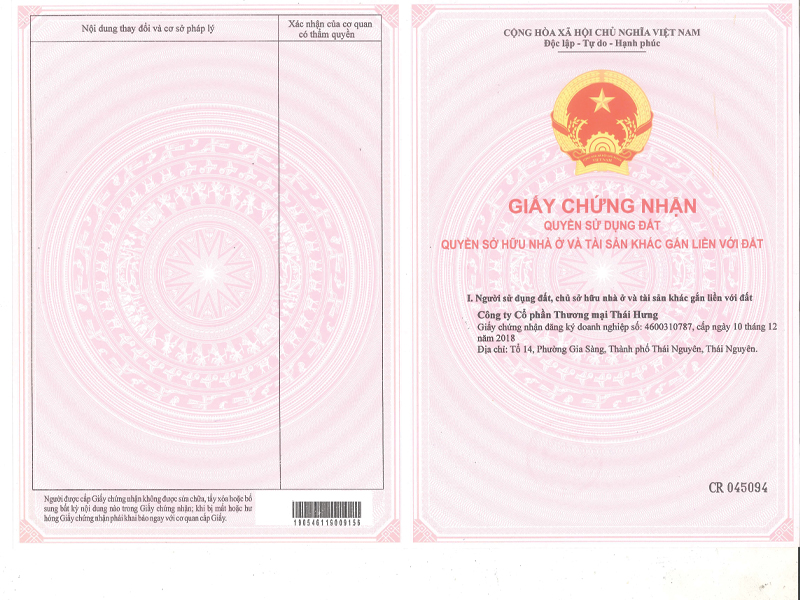 Nội dung thay đổi và cơ sở pháp lý
Xác nhận của cơ quan
có thẩm quyền
Người được cấp Giấy chứng nhận không được sửa chữa, tẩy xóa hoặc bổ
sung bất kỳ nội dung nào trong Giấy chứng nhận; khi bị mất hoặc hư
hỏng Giấy chứng nhận phải khai báo ngay với cơ quan cấp Giấy.
CỘNG HÒA XÃ HỘI CHỦ NGHĨA VIỆT NAM
Độc lập - Tự do - Hạnh phúc
GIẤY CHỨNG NHẬN
QUYỀN SỬ DỤNG ĐẤT
QUYỀN SỞ HỮU NHÀ Ở VÀ TÀI SẢN KHÁC GẮN LIỀN VỚI ĐẤT
I. Người sử dụng đất, chủ sở hữu nhà ở và tài sản khác gắn liền với đất
Công ty Cổ phần Thương mại Thái Hưng
Giấy chứng nhận đăng ký doanh nghiệp số: 4600310787, cấp ngày 10 tháng 12
năm 2018
Địa chỉ: Tổ 14, Phường Gia Sàng, Thành phố Thái Nguyên, Thái Nguyên.
CR 045094